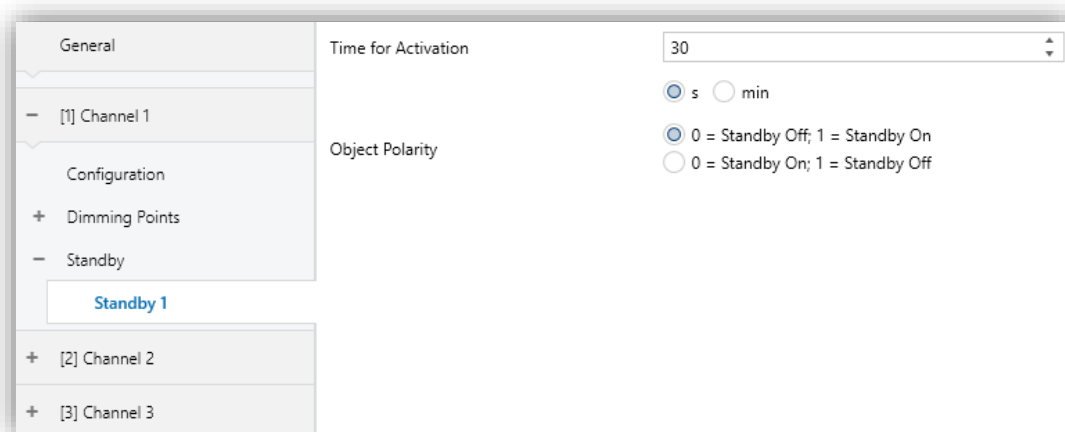 General
[1] Channel 1
Configuration
Dimming Points
Standby
Standby 1
[2] Channel 2
[3] Channel 3
Time for Activation
30
s min
Object Polarity
0 = Standby Off; 1 = Standby On
0 = Standby On; 1 = Standby Off